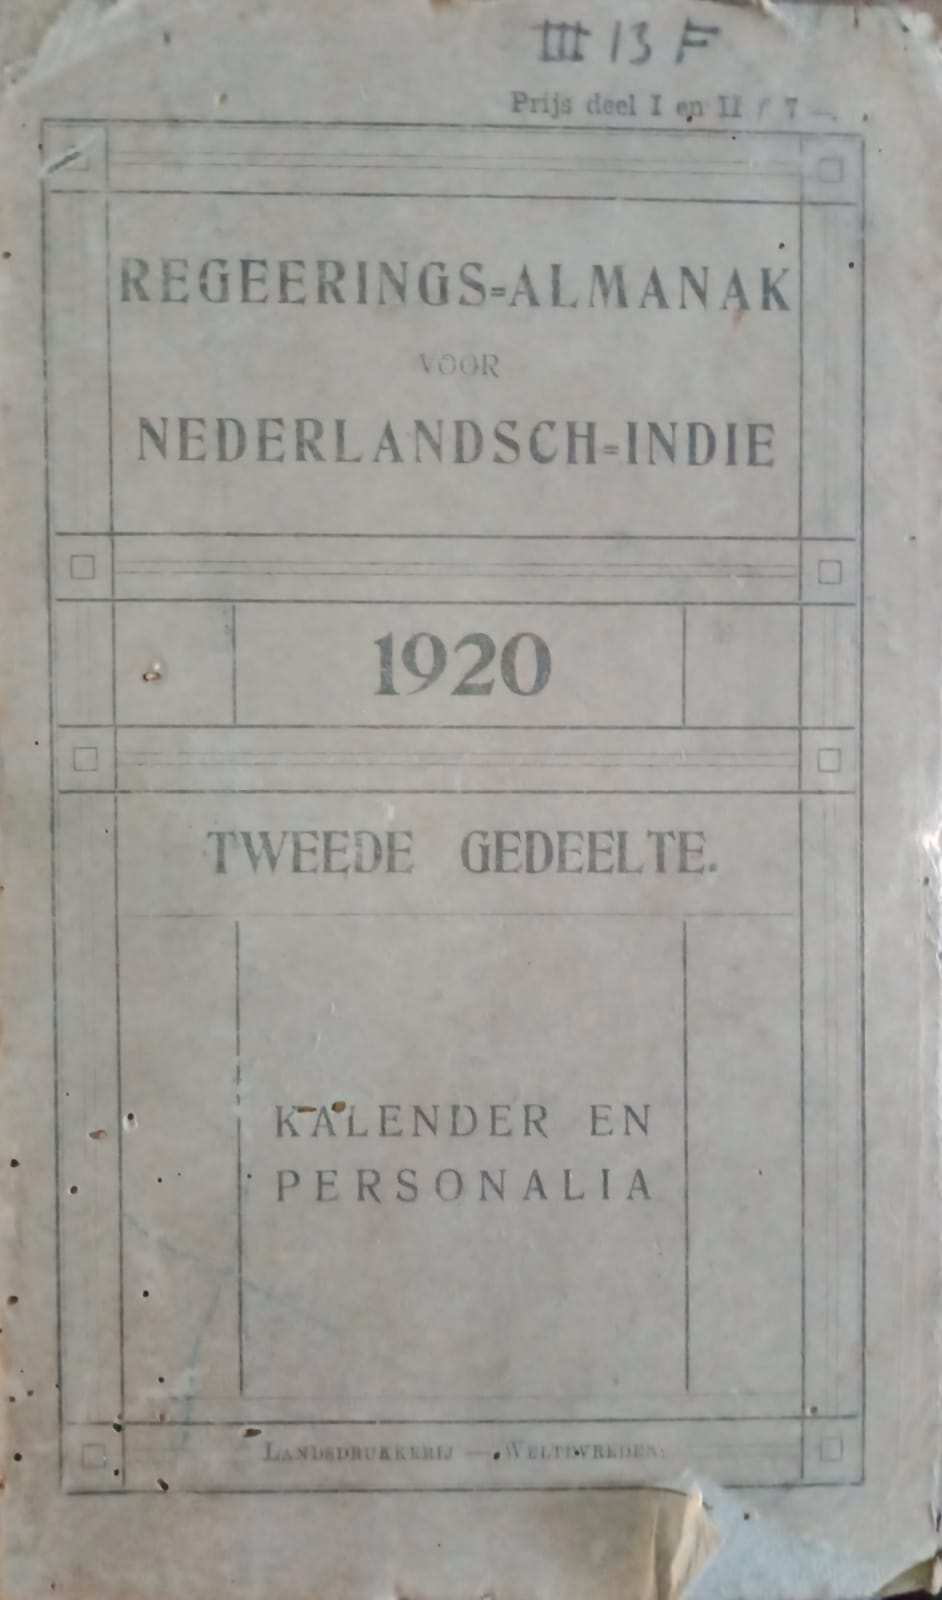 III 13 F
Prijs deel I en II f 7 —.
REGEERINGS=ALMANAK
VOOR
NEDERLANDSCH=INDIE
1920
TWEEDE GEDEELTE.
KALENDER EN
PERSONALIA
LANDSDRUKKERIJ — WELTEVREDEN.